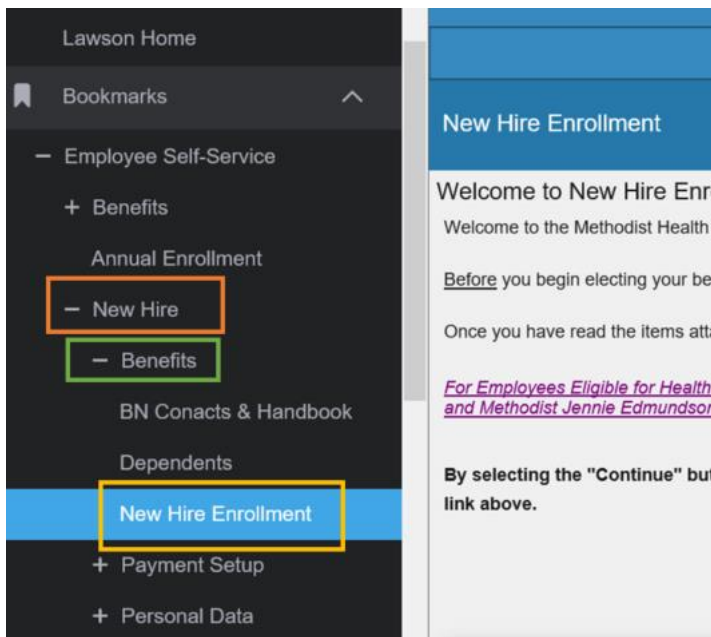 Lawson Home
Bookmarks
Employee Self-Service
Benefits
Annual Enrollment
New Hire
Benefits
BN Conacts & Handbook
Dependents
New Hire Enrollment
Payment Setup
Personal Data
New Hire Enrollment
Welcome to New Hire Enr
Welcome to the Methodist Health
Before you begin electing your be
Once you have read the items att
For Employees Eligible for Health
and Methodist Jennie Edmundson
By selecting the "Continue" but
link above.